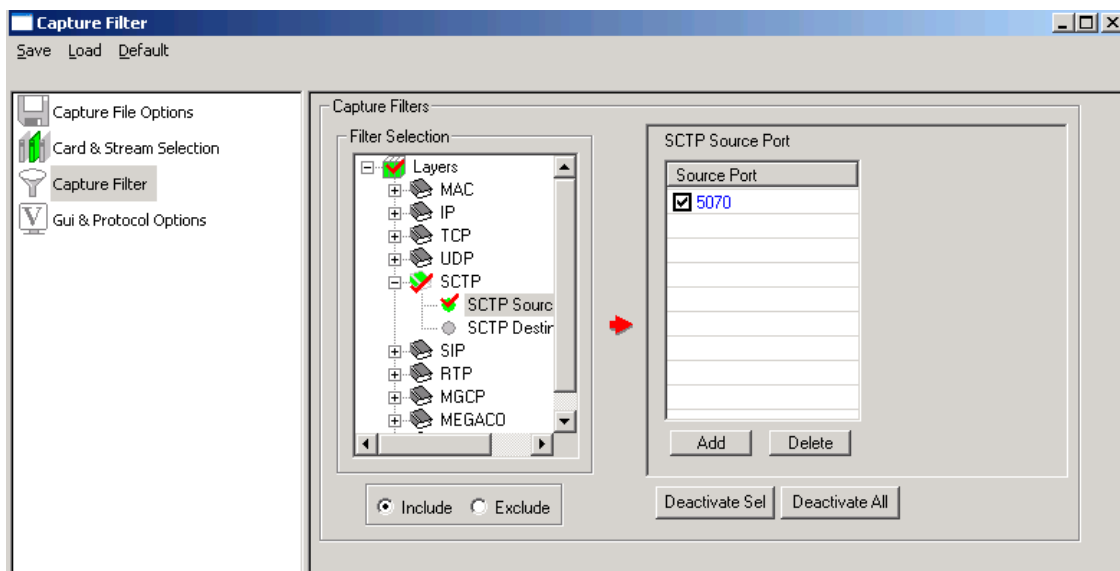 Capture Filter
Save Load Default
Capture File Options
Card & Stream Selection
Capture Filter
Gui & Protocol Options
Capture Filters
Filter Selection
Layers
MAC
IP
TCP
UDP
SCTP
SCTP Sourc
SCTP Destir
SIP
RTP
MGCP
MEGACO
Include Exclude
SCTP Source Port
Source Port
5070
Add Delete
Deactivate Sel Deactivate All